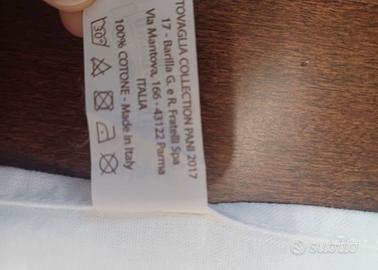 TOVAGLIA COLLECTION PANI 2017
17 - Barilla G. e R. Fratelli Spa
Via Mantova, 166 - 43122 Parma
ITALIA
100% COTONE - Made in Italy
30°
subito